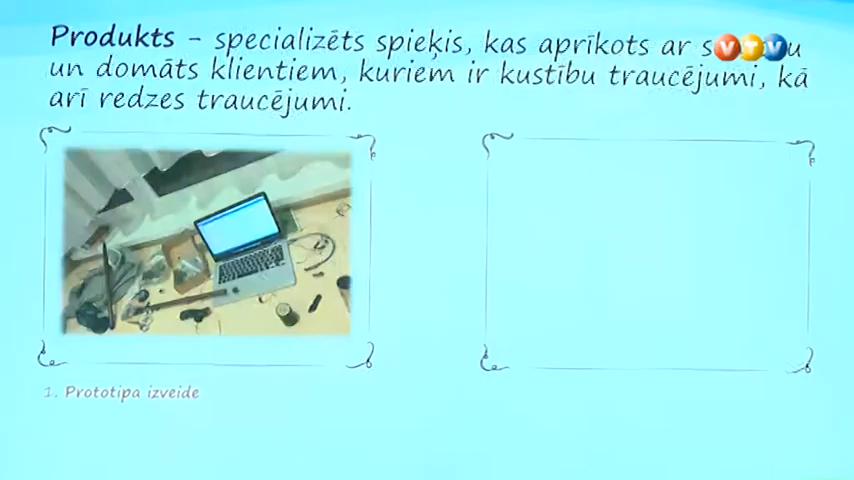 Produkts – specializēts spieķis, kas aprīkots ar
un domāts klientiem, kuriem ir kustību traucējumi, kā
arī redzes traucējumi.
VTV
1. Prototipa izveide